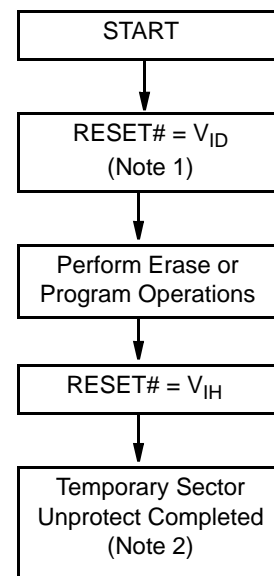 START
RESET# = VID
(Note 1)
Perform Erase or
Program Operations
RESET# = VIH
Temporary Sector
Unprotect Completed
(Note 2)